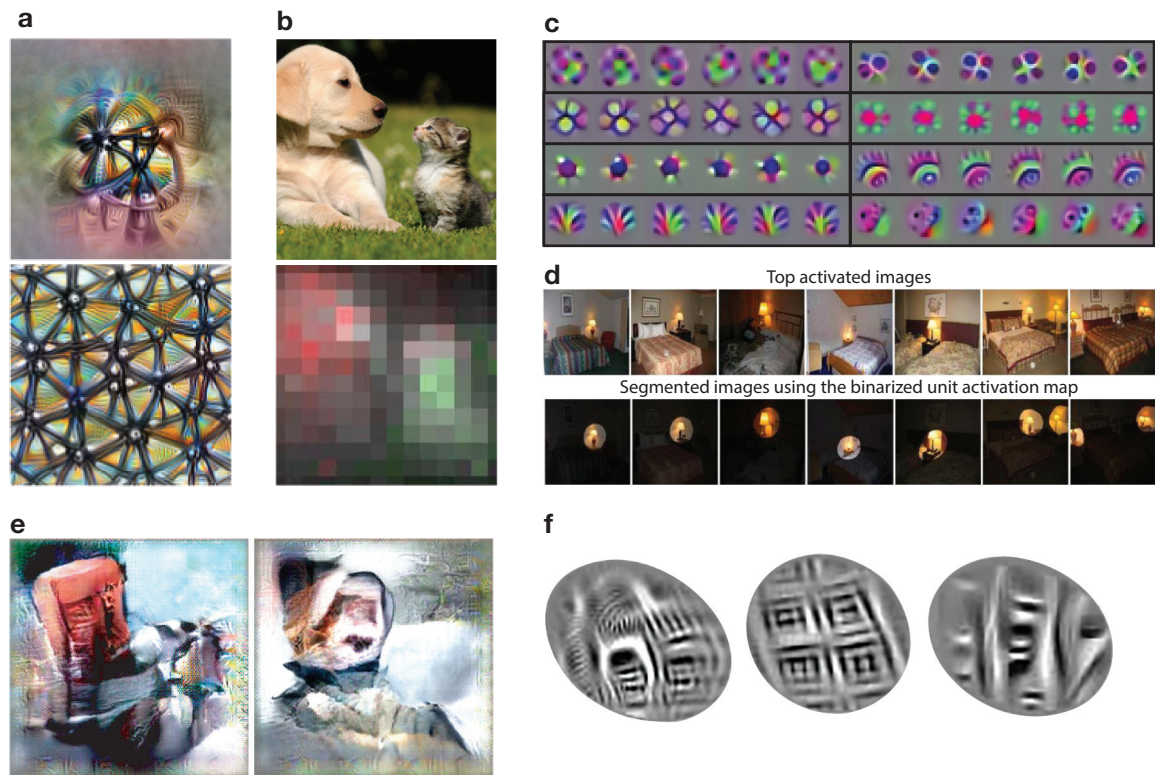 a
b
c
d
Top activated images
Segmented images using the binarized unit activation map
e
f